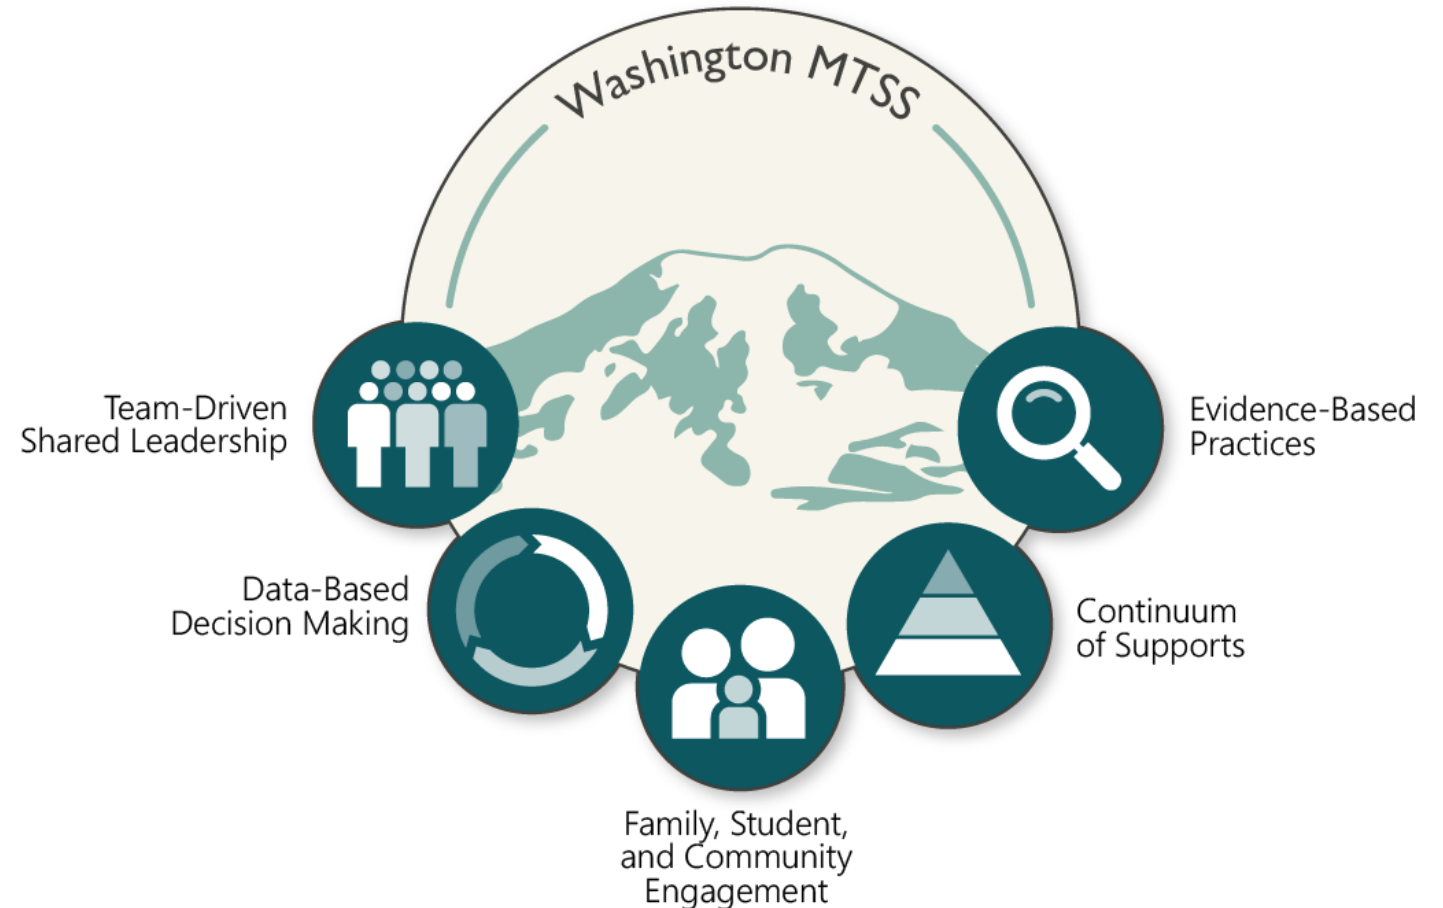 Washington MTSS
Team-Driven
Shared Leadership
Evidence-Based
Practices
Data-Based
Decision Making
Continuum
of Supports
Family, Student,
and Community
Engagement